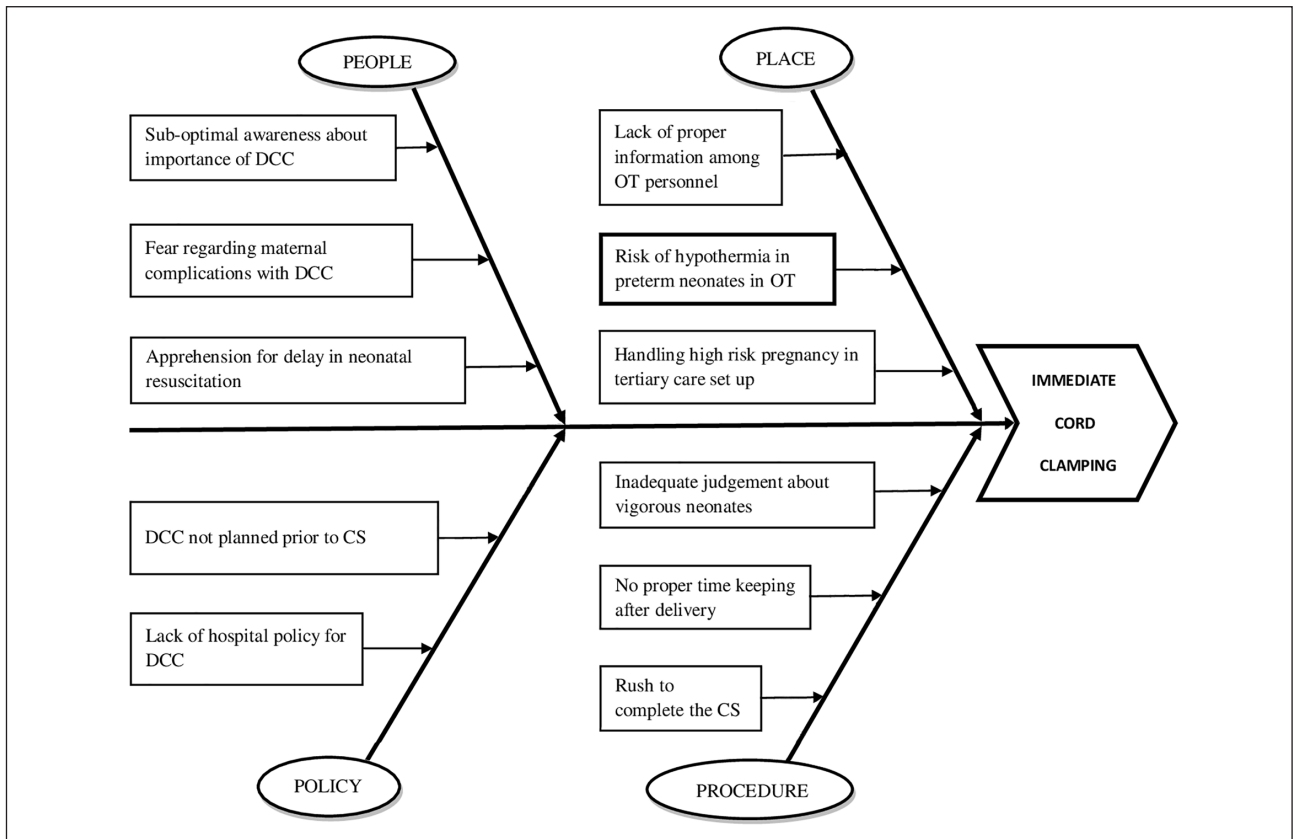 PEOPLE
Sub-optimal awareness about
importance of DCC
Fear regarding maternal
complications with DCC
Apprehension for delay in neonatal
resuscitation
PLACE
Lack of proper
information among
OT personnel
Risk of hypothermia in
preterm neonates in OT
Handling high risk pregnancy in
tertiary care set up
IMMEDIATE
CORD
CLAMPING
DCC not planned prior to CS
Lack of hospital policy for
DCC
POLICY
Inadequate judgement about
vigorous neonates
No proper time keeping
after delivery
Rush to
complete the CS
PROCEDURE